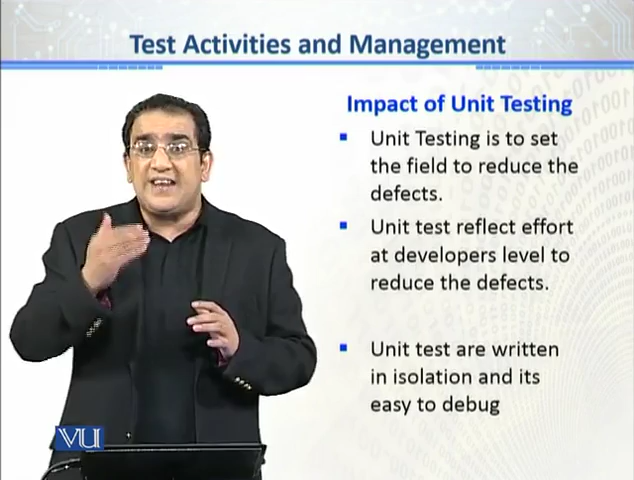 Test Activities and Management
Impact of Unit Testing
Unit Testing is to set
the field to reduce the
defects.
Unit test reflect effort
at developers level to
reduce the defects.
Unit test are written
in isolation and its
easy to debug
VU